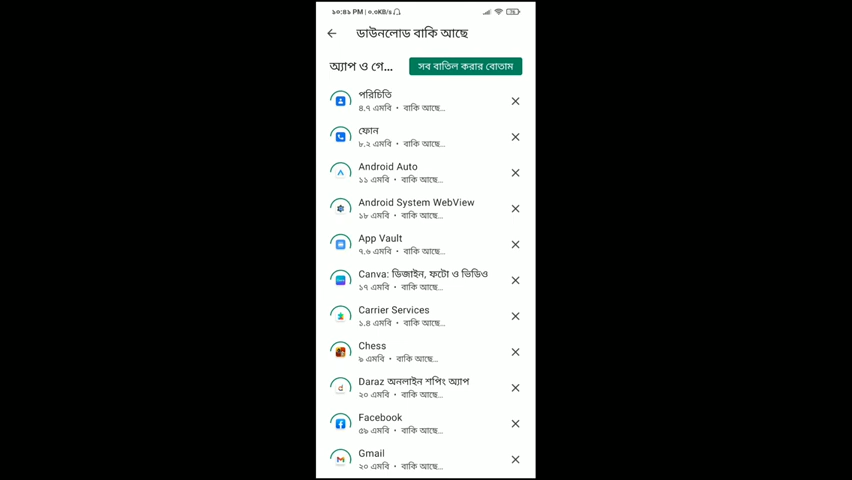 ১০:৪১ PM | ০.০KB/s
ডাউনলোড বাকি আছে
অ্যাপ ও গে...
সব বাতিল করার বোতাম
পরিচিতি
৪.৭ এমবি • বাকি আছে...
ফোন
৮.২ এমবি • বাকি আছে...
Android Auto
১১ এমবি • বাকি আছে...
Android System WebView
১৮ এমবি • বাকি আছে...
App Vault
৭.৬ এমবি • বাকি আছে...
Canva: ডিজাইন, ফটো ও ভিডিও
১৭ এমবি • বাকি আছে...
Carrier Services
১.৪ এমবি • বাকি আছে...
Chess
৯ এমবি • বাকি আছে...
Daraz অনলাইন শপিং অ্যাপ
২০ এমবি • বাকি আছে...
Facebook
৫৯ এমবি • বাকি আছে...
Gmail
২০ এমবি • বাকি আছে...